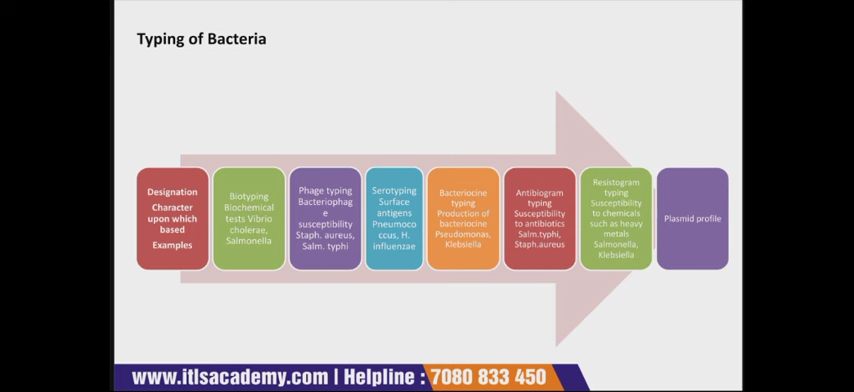 Typing of Bacteria
Designation
Character
upon which
based
Examples
Biotyping
Biochemical
tests Vibrio
cholerae,
Salmonella
Phage typing
Bacteriophag
e
susceptibility
Staph. aureus,
Salm. typhi
Serotyping
Surface
antigens
Pneumoco
ccus, H.
influenzae
Bacteriocine
typing
Production of
bacteriocine
Pseudomonas,
Klebsiella
Antibiogram
typing
Susceptibility
to antibiotics
Salm.typhi,
Staph.aureus
Resistogram
typing
Susceptibility
to chemicals
such as heavy
metals
Salmonella,
Klebsiella
Plasmid profile
www.itlsacademy.com | Helpline : 7080 833 450